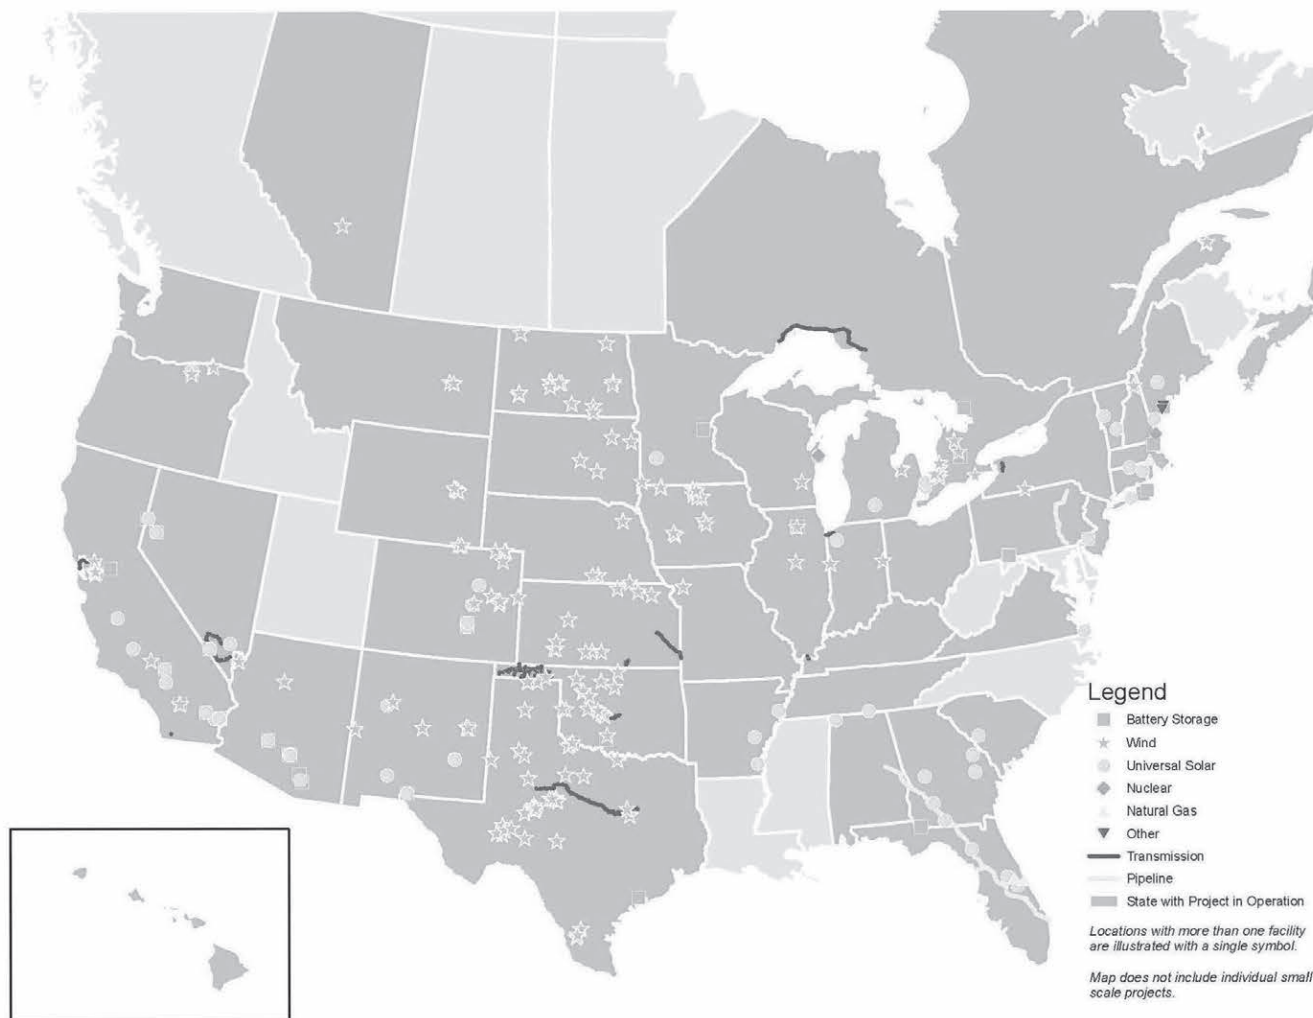 Legend
Battery Storage
Wind
Universal Solar
Nuclear
Natural Gas
Other
Transmission
Pipeline
State with Project in Operation
Locations with more than one facility
are illustrated with a single symbol.
Map does not include individual small
scale projects.